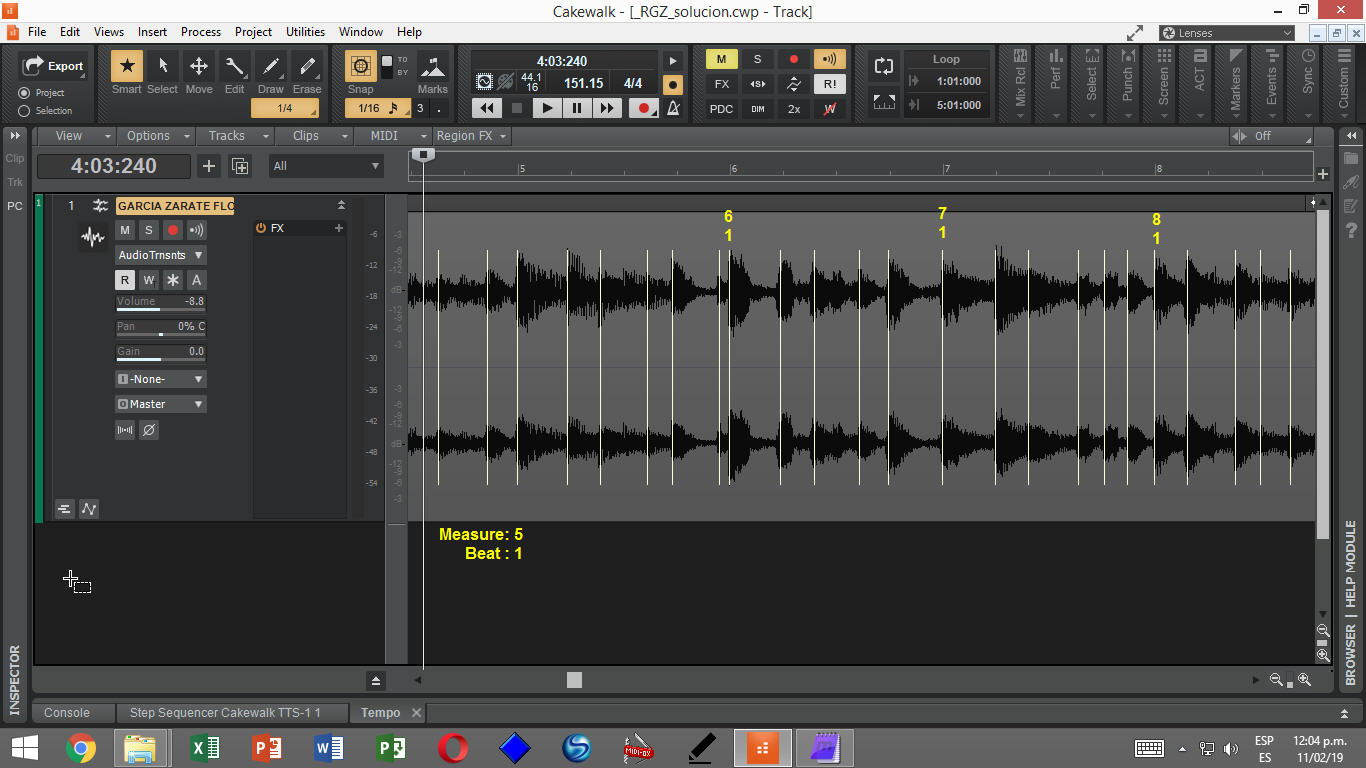 Cakewalk - [_RGZ_solucion.cwp - Track]
File Edit Views Insert Process Project Utilities Window Help
Lenses
Export
Project
Selection
Smart Select Move Edit Draw Erase
1/4
Snap
TO
BY
Marks
1/16 3 .
4:03:240
44.1
16
151.15 4/4
M S
FX R!
PDC DIM 2x W
Loop
1:01:000
5:01:000
Mix Rcl
Perf
Select
Punch
Screen
ACT
Markers
Events
Sync
Custom
View Options Tracks Clips MIDI Region FX
Off
Clip
Trk
PC
4:03:240
All
5 6 7 8
1
1 GARCIA ZARATE FLO
M S
AudioTrnsnts
R W A
Volume -8.8
Pan 0% C
Gain 0.0
I -None-
O Master
FX
-6
-12
-18
-24
-30
-36
-42
-48
-54
-3
-6
-9
-12
dB
-12
-9
-6
-3
-3
-6
-9
-12
dB
-12
-9
-6
-3
6
1
7
1
8
1
Measure: 5
Beat : 1
INSPECTOR
BROWSER | HELP MODULE
Console Step Sequencer Cakewalk TTS-1 1 Tempo
MIDI-OX
ESP
ES
12:04 p.m.
11/02/19